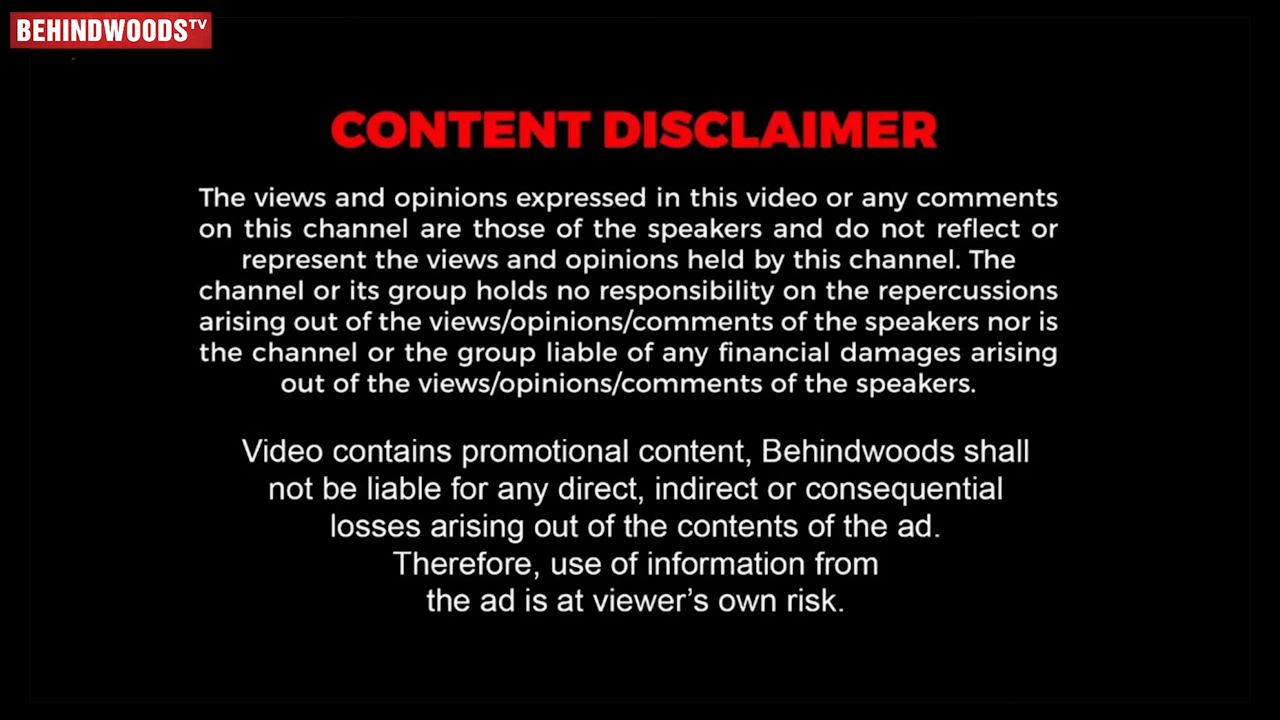 BEHINDWOODS TV
CONTENT DISCLAIMER
The views and opinions expressed in this video or any comments
on this channel are those of the speakers and do not reflect or
represent the views and opinions held by this channel. The
channel or its group holds no responsibility on the repercussions
arising out of the views/opinions/comments of the speakers nor is
the channel or the group liable of any financial damages arising
out of the views/opinions/comments of the speakers.
Video contains promotional content, Behindwoods shall
not be liable for any direct, indirect or consequential
losses arising out of the contents of the ad.
Therefore, use of information from
the ad is at viewer’s own risk.